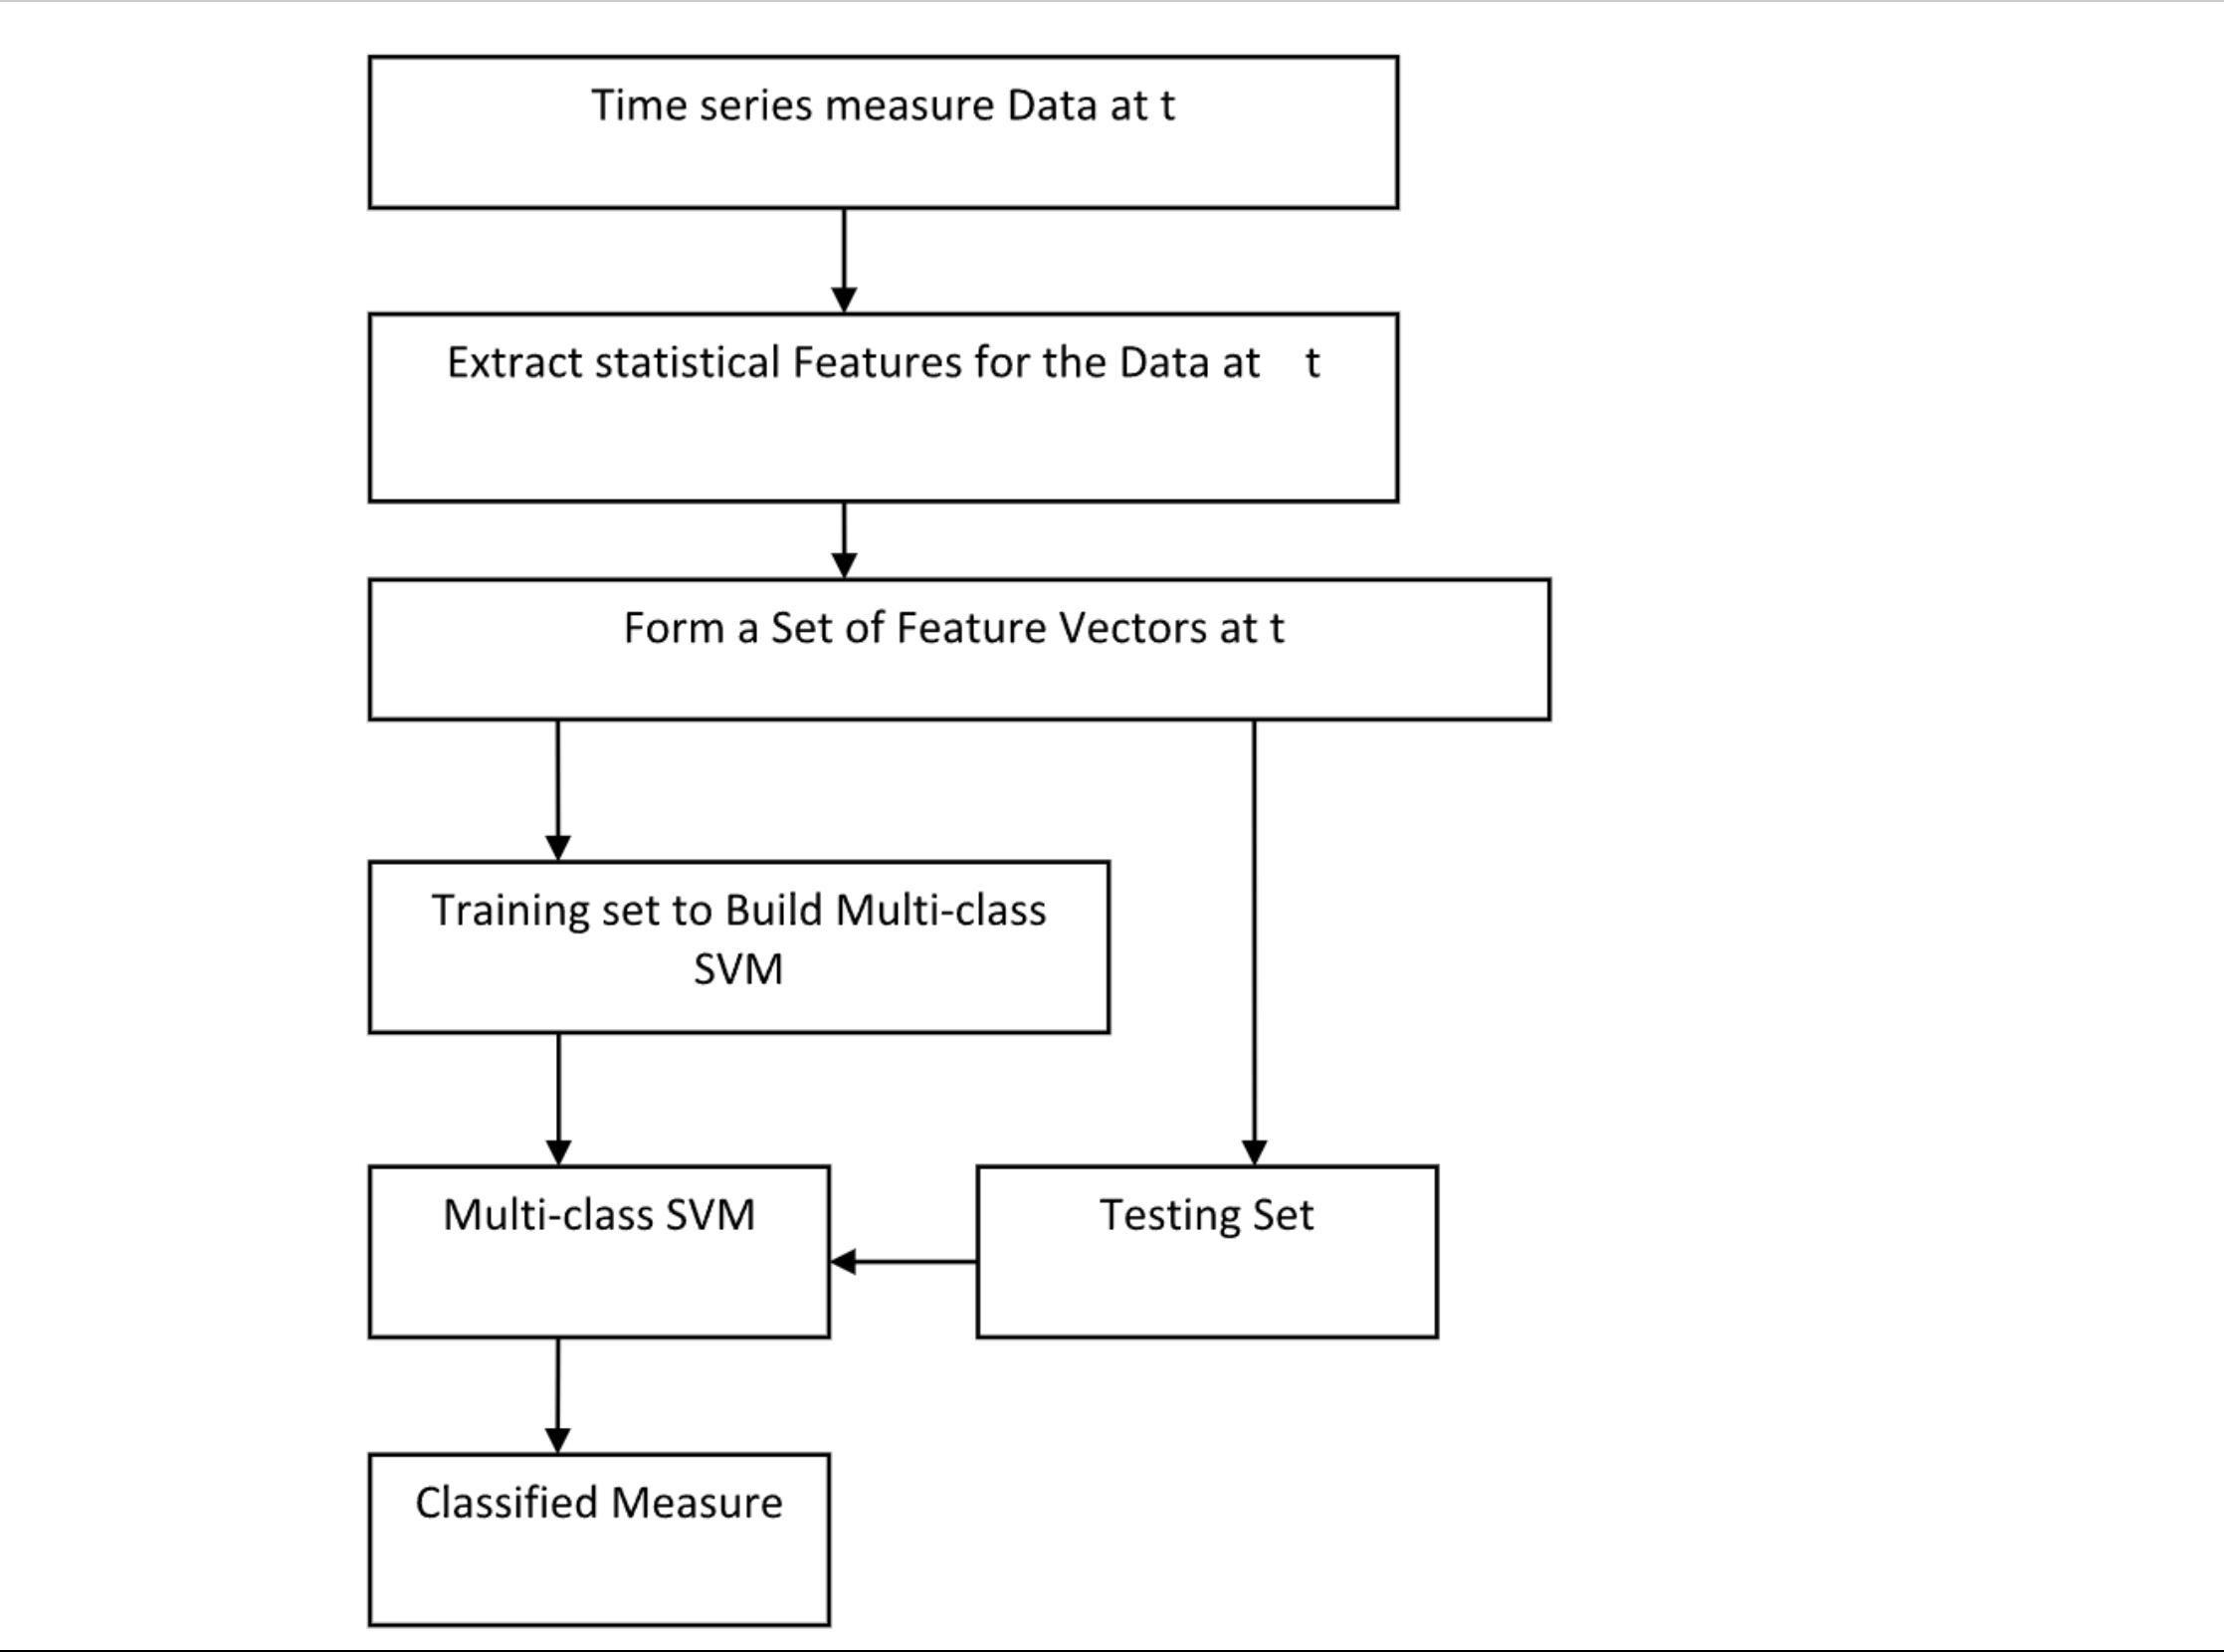 Time series measure Data at t
Extract statistical Features for the Data at    t
Form a Set of Feature Vectors at t
Training set to Build Multi-class
SVM
Multi-class SVM
Testing Set
Classified Measure